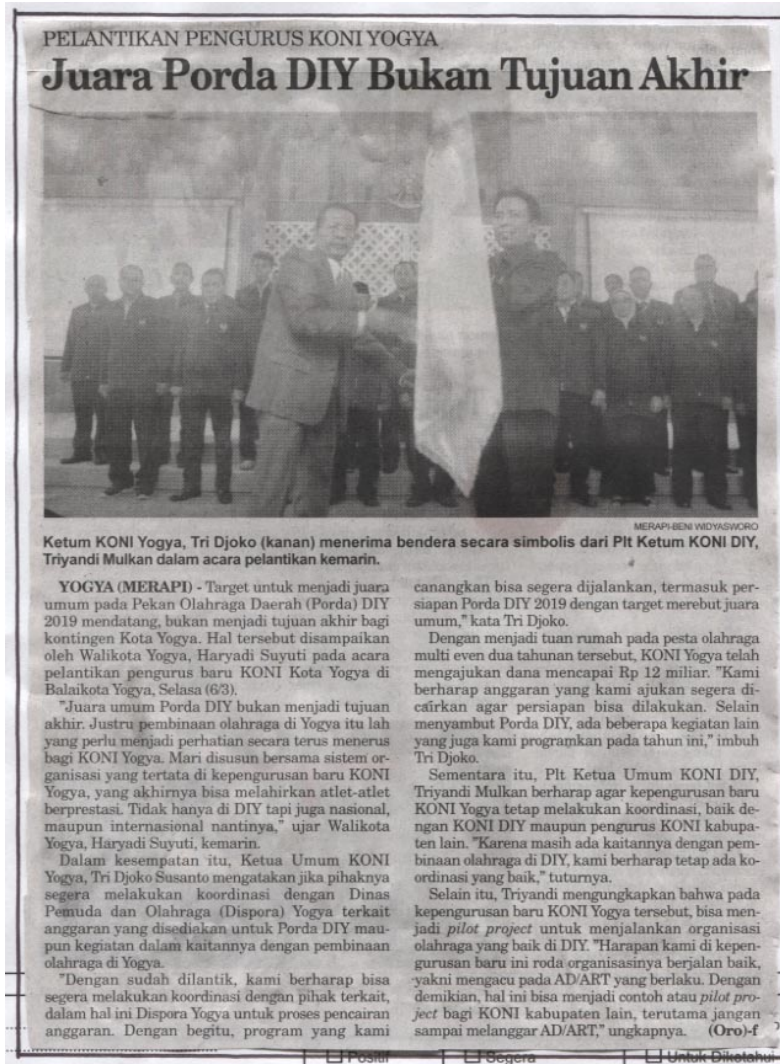 PELANTIKAN PENGURUS KONI YOGYA
Juara Porda DIY Bukan Tujuan Akhir
MERAPI-BENI WIDYASWORO
Ketum KONI Yogya, Tri Djoko (kanan) menerima bendera secara simbolis dari Plt Ketum KONI DIY,
Triyandi Mulkan dalam acara pelantikan kemarin.
YOGYA (MERAPI) - Target untuk menjadi juara
umum pada Pekan Olahraga Daerah (Porda) DIY
2019 mendatang, bukan menjadi tujuan akhir bagi
kontingen Kota Yogya. Hal tersebut disampaikan
oleh Walikota Yogya, Haryadi Suyuti pada acara
pelantikan pengurus baru KONI Kota Yogya di
Balaikota Yogya, Selasa (6/3).
"Juara umum Porda DIY bukan menjadi tujuan
akhir. Justru pembinaan olahraga di Yogya itu lah
yang perlu menjadi perhatian secara terus menerus
bagi KONI Yogya. Mari disusun bersama sistem or-
ganisasi yang tertata di kepengurusan baru KONI
Yogya, yang akhirnya bisa melahirkan atlet-atlet
berprestasi. Tidak hanya di DIY tapi juga nasional,
maupun internasional nantinya," ujar Walikota
Yogya, Haryadi Suyuti, kemarin.
Dalam kesempatan itu, Ketua Umum KONI
Yogya, Tri Djoko Susanto mengatakan jika pihaknya
segera melakukan koordinasi dengan Dinas
Pemuda dan Olahraga (Dispora) Yogya terkait
anggaran yang disediakan untuk Porda DIY mau-
pun kegiatan dalam kaitannya dengan pembinaan
olahraga di Yogya.
"Dengan sudah dilantik, kami berharap bisa
segera melakukan koordinasi dengan pihak terkait,
dalam hal ini Dispora Yogya untuk proses pencairan
anggaran. Dengan begitu, program yang kami
canangkan bisa segera dijalankan, termasuk per-
siapan Porda DIY 2019 dengan target merebut juara
umum," kata Tri Djoko.
Dengan menjadi tuan rumah pada pesta olahraga
multi even dua tahunan tersebut, KONI Yogya telah
mengajukan dana mencapai Rp 12 miliar. "Kami
berharap anggaran yang kami ajukan segera di-
cairkan agar persiapan bisa dilakukan. Selain
menyambut Porda DIY, ada beberapa kegiatan lain
yang juga kami programkan pada tahun ini," imbuh
Tri Djoko.
Sementara itu, Plt Ketua Umum KONI DIY,
Triyandi Mulkan berharap agar kepengurusan baru
KONI Yogya tetap melakukan koordinasi, baik de-
ngan KONI DIY maupun pengurus KONI kabupa-
ten lain. "Karena masih ada kaitannya dengan pem-
binaan olahraga di DIY, kami berharap tetap ada ko-
ordinasi yang baik," tuturnya.
Selain itu, Triyandi mengungkapkan bahwa pada
kepengurusan baru KONI Yogya tersebut, bisa men-
jadi pilot project untuk menjalankan organisasi
olahraga yang baik di DIY. "Harapan kami di kepen-
gurusan baru ini roda organisasinya berjalan baik,
yakni mengacu pada AD/ART yang berlaku. Dengan
demikian, hal ini bisa menjadi contoh atau pilot pro-
ject bagi KONI kabupaten lain, terutama jangan
sampai melanggar AD/ART," ungkapnya. (Oro)-f
Positif Segera Untuk Diketahui